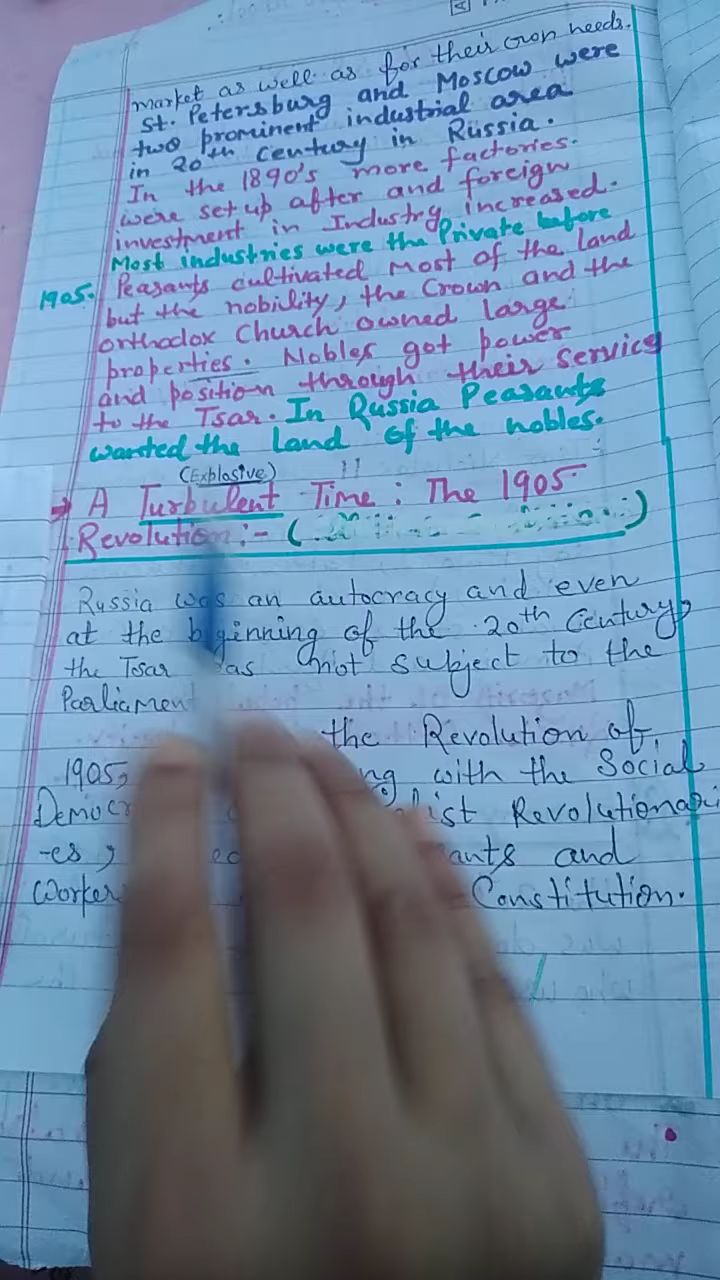 market as well as for their own needs.
St. Petersburg and Moscow were
two prominent industrial area
in 20th Century in Russia.
In the 1890's more factories.
were set up after and foreign
investment in Industry increased.
Most industries were the Private before
1905. Peasants cultivated most of the land
but the nobility, the Crown and the
orthodox Church owned large
properties. Nobles got power
and position through their service
to the Tsar. In Russia Peasants
wanted the land of the nobles.
(Explosive)
A Turbulent Time: The 1905
Revolution:- (
Russia was an autocracy and even
at the beginning of the 20th Century,
the Tsar was not subject to the
Parliament
the Revolution of
1905, with the Social
Revolutionari
-es, and
Constitution.